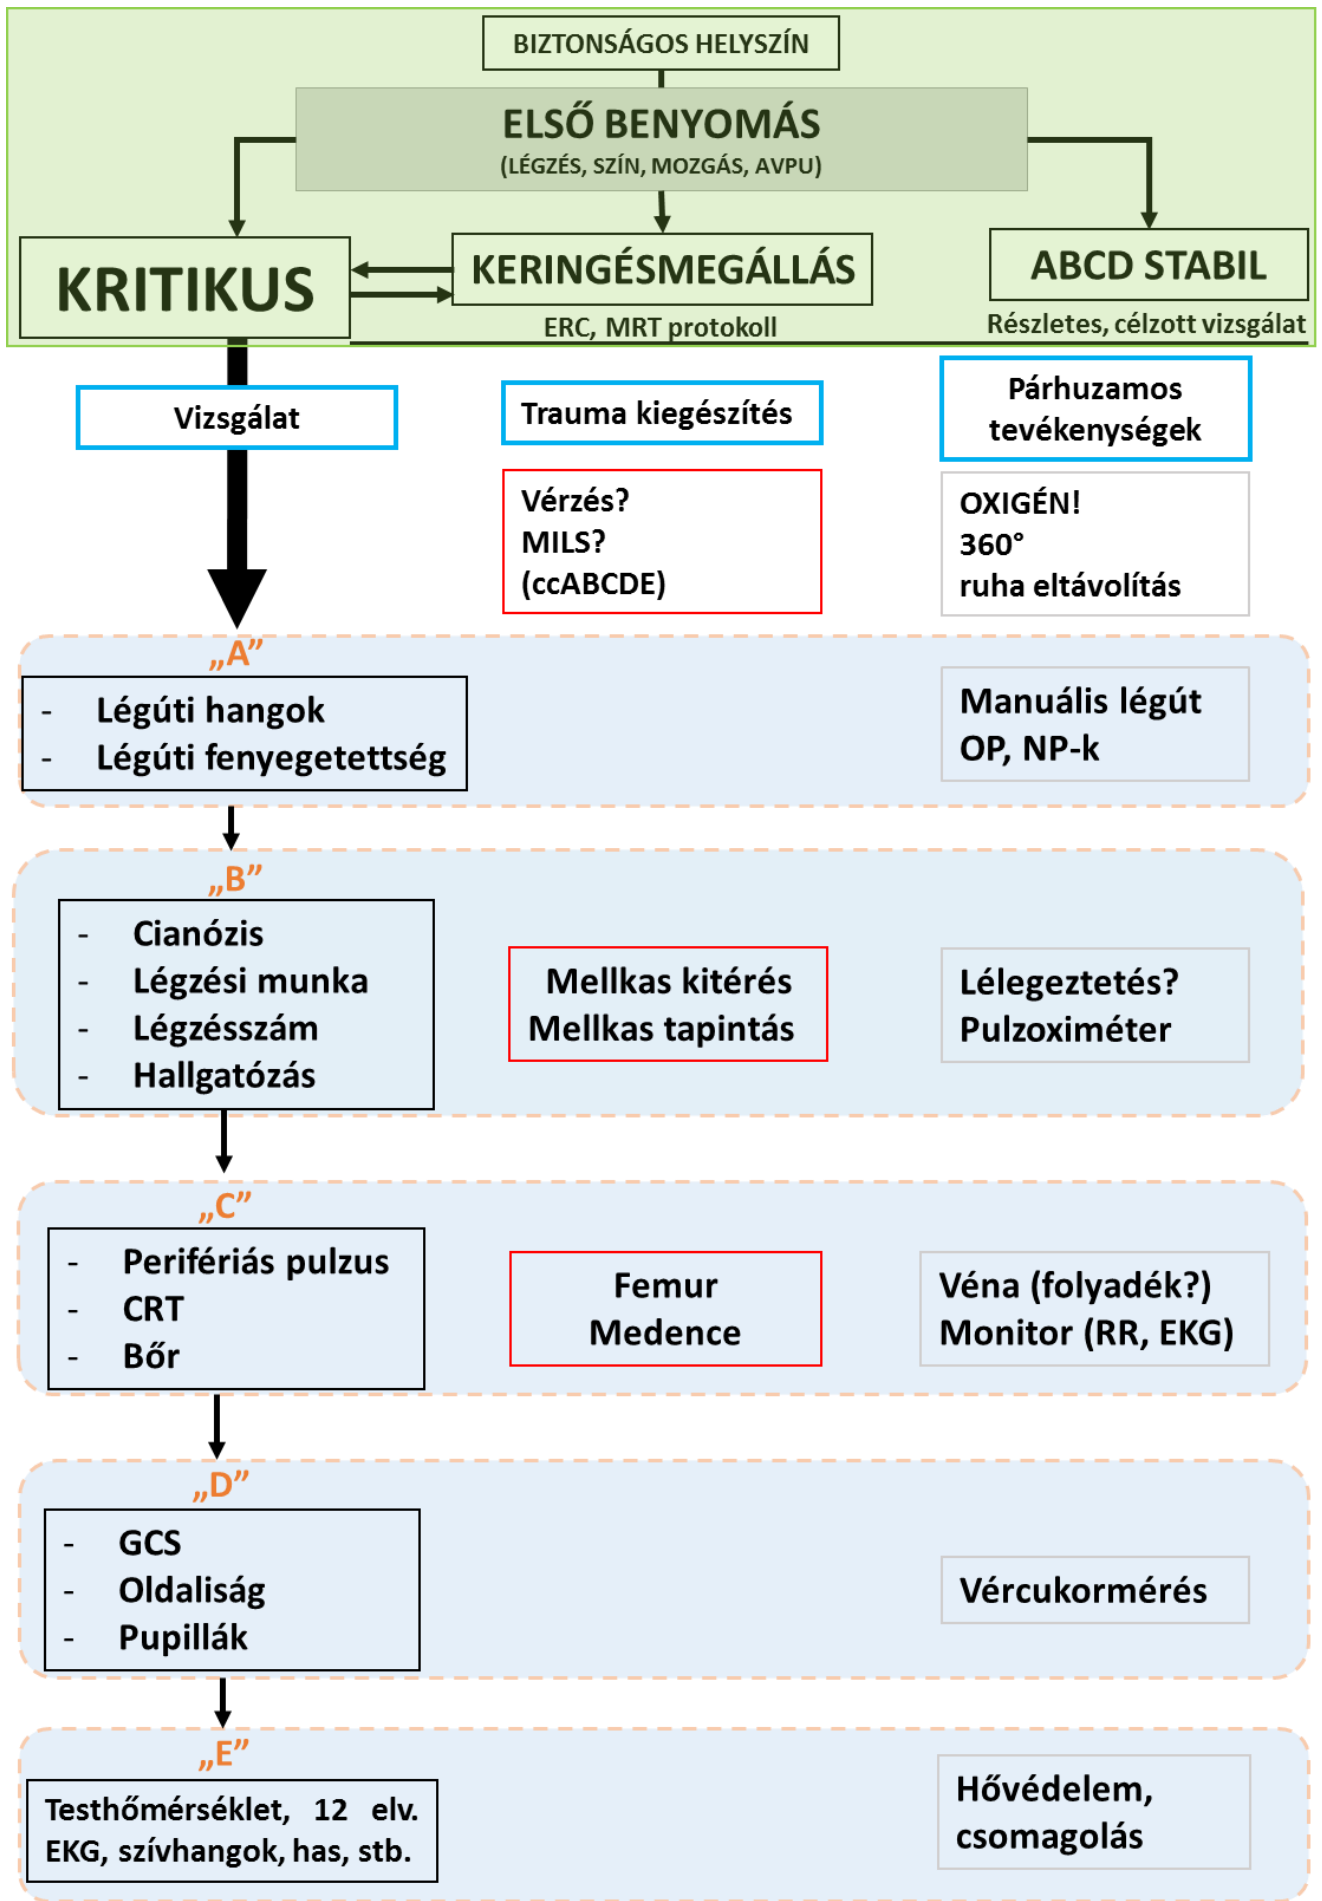 BIZTONSÁGOS HELYSZÍN
ELSŐ BENYOMÁS
(LÉGZÉS, SZÍN, MOZGÁS, AVPU)
KRITIKUS
KERINGÉSMEGÁLLÁS
ERC, MRT protokoll
ABCD STABIL
Részletes, célzott vizsgálat
Vizsgálat
Trauma kiegészítés
Párhuzamos
tevékenységek
Vérzés?
MILS?
(ccABCDE)
OXIGÉN!
360°
ruha eltávolítás
„A”
- Légúti hangok
- Légúti fenyegetettség
Manuális légút
OP, NP-k
„B”
- Cianózis
- Légzési munka
- Légzésszám
- Hallgatózás
Mellkas kitérés
Mellkas tapintás
Lélegeztetés?
Pulzoximéter
„C”
- Perifériás pulzus
- CRT
- Bőr
Femur
Medence
Véna (folyadék?)
Monitor (RR, EKG)
„D”
- GCS
- Oldaliság
- Pupillák
Vércukormérés
„E”
Testhőmérséklet, 12 elv.
EKG, szívhangok, has, stb.
Hővédelem,
csomagolás